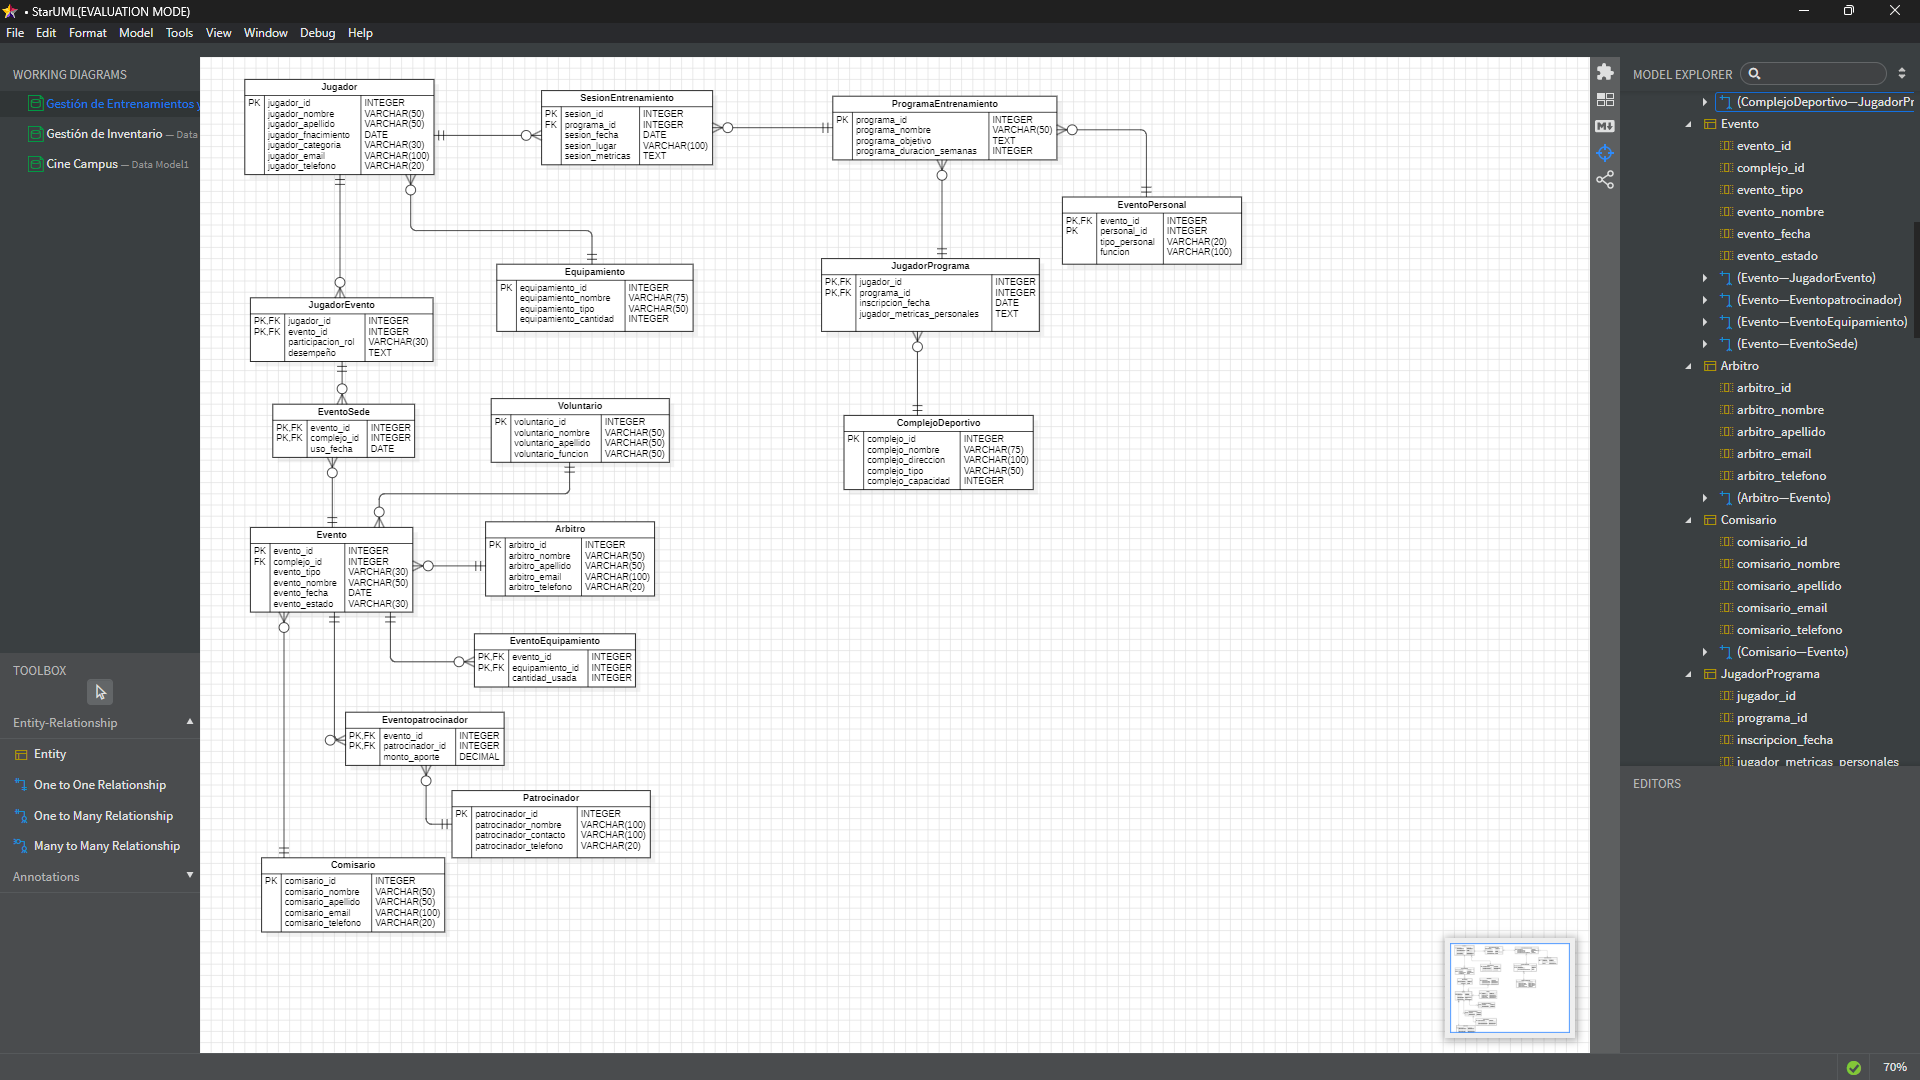 • StarUML(EVALUATION MODE)
File Edit Format Model Tools View Window Debug Help
WORKING DIAGRAMS
Gestión de Entrenamientos y
Gestión de Inventario — Data
Cine Campus — Data Model1
TOOLBOX
Entity-Relationship
Entity
One to One Relationship
One to Many Relationship
Many to Many Relationship
Annotations
Jugador
PK jugador_id INTEGER
jugador_nombre VARCHAR(50)
jugador_apellido VARCHAR(50)
jugador_fnacimiento DATE
jugador_categoria VARCHAR(30)
jugador_email VARCHAR(100)
jugador_telefono VARCHAR(20)
SesionEntrenamiento
PK sesion_id INTEGER
FK programa_id INTEGER
sesion_fecha DATE
sesion_lugar VARCHAR(100)
sesion_metricas TEXT
ProgramaEntrenamiento
PK programa_id INTEGER
programa_nombre VARCHAR(50)
programa_objetivo TEXT
programa_duracion_semanas INTEGER
EventoPersonal
PK,FK evento_id INTEGER
PK personal_id INTEGER
tipo_personal VARCHAR(20)
funcion VARCHAR(100)
Equipamiento
PK equipamiento_id INTEGER
equipamiento_nombre VARCHAR(75)
equipamiento_tipo VARCHAR(50)
equipamiento_cantidad INTEGER
JugadorPrograma
PK,FK jugador_id INTEGER
PK,FK programa_id INTEGER
inscripcion_fecha DATE
jugador_metricas_personales TEXT
JugadorEvento
PK,FK jugador_id INTEGER
PK,FK evento_id INTEGER
participacion_rol VARCHAR(30)
desempeño TEXT
EventoSede
PK,FK evento_id INTEGER
PK,FK complejo_id INTEGER
uso_fecha DATE
Voluntario
PK voluntario_id INTEGER
voluntario_nombre VARCHAR(50)
voluntario_apellido VARCHAR(50)
voluntario_funcion VARCHAR(50)
ComplejoDeportivo
PK complejo_id INTEGER
complejo_nombre VARCHAR(75)
complejo_direccion VARCHAR(100)
complejo_tipo VARCHAR(50)
complejo_capacidad INTEGER
Evento
PK evento_id INTEGER
FK complejo_id INTEGER
evento_tipo VARCHAR(30)
evento_nombre VARCHAR(50)
evento_fecha DATE
evento_estado VARCHAR(30)
Arbitro
PK arbitro_id INTEGER
arbitro_nombre VARCHAR(50)
arbitro_apellido VARCHAR(50)
arbitro_email VARCHAR(100)
arbitro_telefono VARCHAR(20)
EventoEquipamiento
PK,FK evento_id INTEGER
PK,FK equipamiento_id INTEGER
cantidad_usada INTEGER
Eventopatrocinador
PK,FK evento_id INTEGER
PK,FK patrocinador_id INTEGER
monto_aporte DECIMAL
Patrocinador
PK patrocinador_id INTEGER
patrocinador_nombre VARCHAR(100)
patrocinador_contacto VARCHAR(100)
patrocinador_telefono VARCHAR(20)
Comisario
PK comisario_id INTEGER
comisario_nombre VARCHAR(50)
comisario_apellido VARCHAR(50)
comisario_email VARCHAR(100)
comisario_telefono VARCHAR(20)
MODEL EXPLORER
(ComplejoDeportivo—JugadorPr
Evento
evento_id
complejo_id
evento_tipo
evento_nombre
evento_fecha
evento_estado
(Evento—JugadorEvento)
(Evento—Eventopatrocinador)
(Evento—EventoEquipamiento)
(Evento—EventoSede)
Arbitro
arbitro_id
arbitro_nombre
arbitro_apellido
arbitro_email
arbitro_telefono
(Arbitro—Evento)
Comisario
comisario_id
comisario_nombre
comisario_apellido
comisario_email
comisario_telefono
(Comisario—Evento)
JugadorPrograma
jugador_id
programa_id
inscripcion_fecha
jugador_metricas_personales
EDITORS
70%